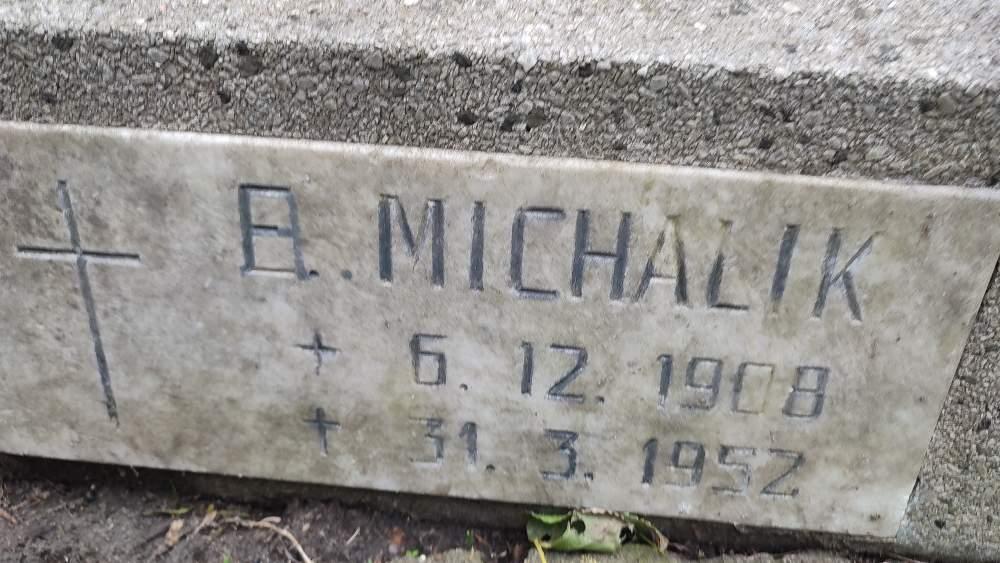 B. MICHALIK
+ 6. 12. 1908
+ 31. 3. 1952